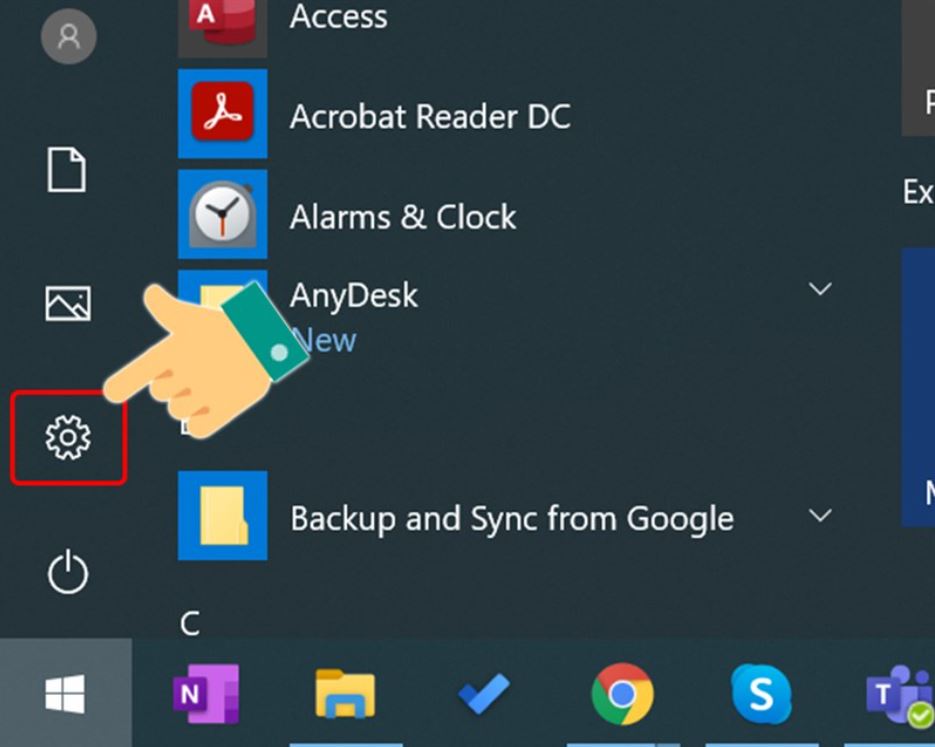 Access
Acrobat Reader DC
Alarms & Clock
AnyDesk
New
Backup and Sync from Google
C
Ex